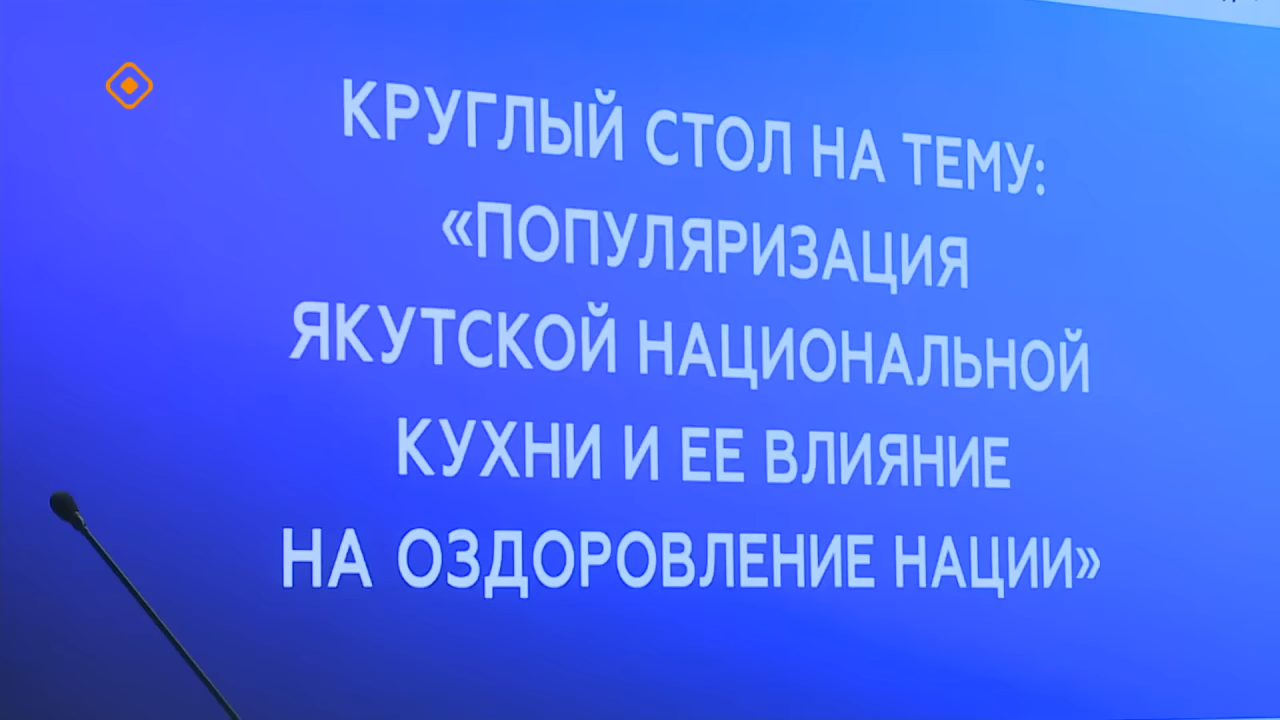 КРУГЛЫЙ СТОЛ НА ТЕМУ:
«ПОПУЛЯРИЗАЦИЯ
ЯКУТСКОЙ НАЦИОНАЛЬНОЙ
КУХНИ И ЕЕ ВЛИЯНИЕ
НА ОЗДОРОВЛЕНИЕ НАЦИИ»